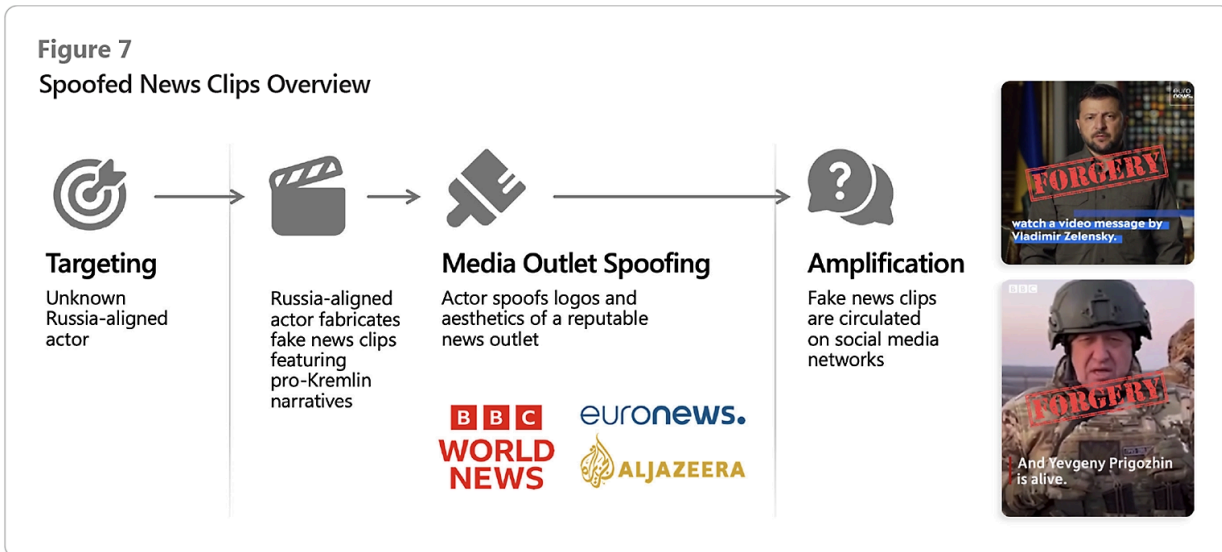 Figure 7
Spoofed News Clips Overview
Targeting
Unknown
Russia-aligned
actor
Russia-aligned
actor fabricates
fake news clips
featuring
pro-Kremlin
narratives
Media Outlet Spoofing
Actor spoofs logos and
aesthetics of a reputable
news outlet
BBC
WORLD
NEWS
euronews.
ALJAZEERA
?
Amplification
Fake news clips
are circulated
on social media
networks
euro
news.
FORGERY
watch a video message by
Vladimir Zelensky.
BBC
FORGERY
And Yevgeny Prigozhin
is alive.